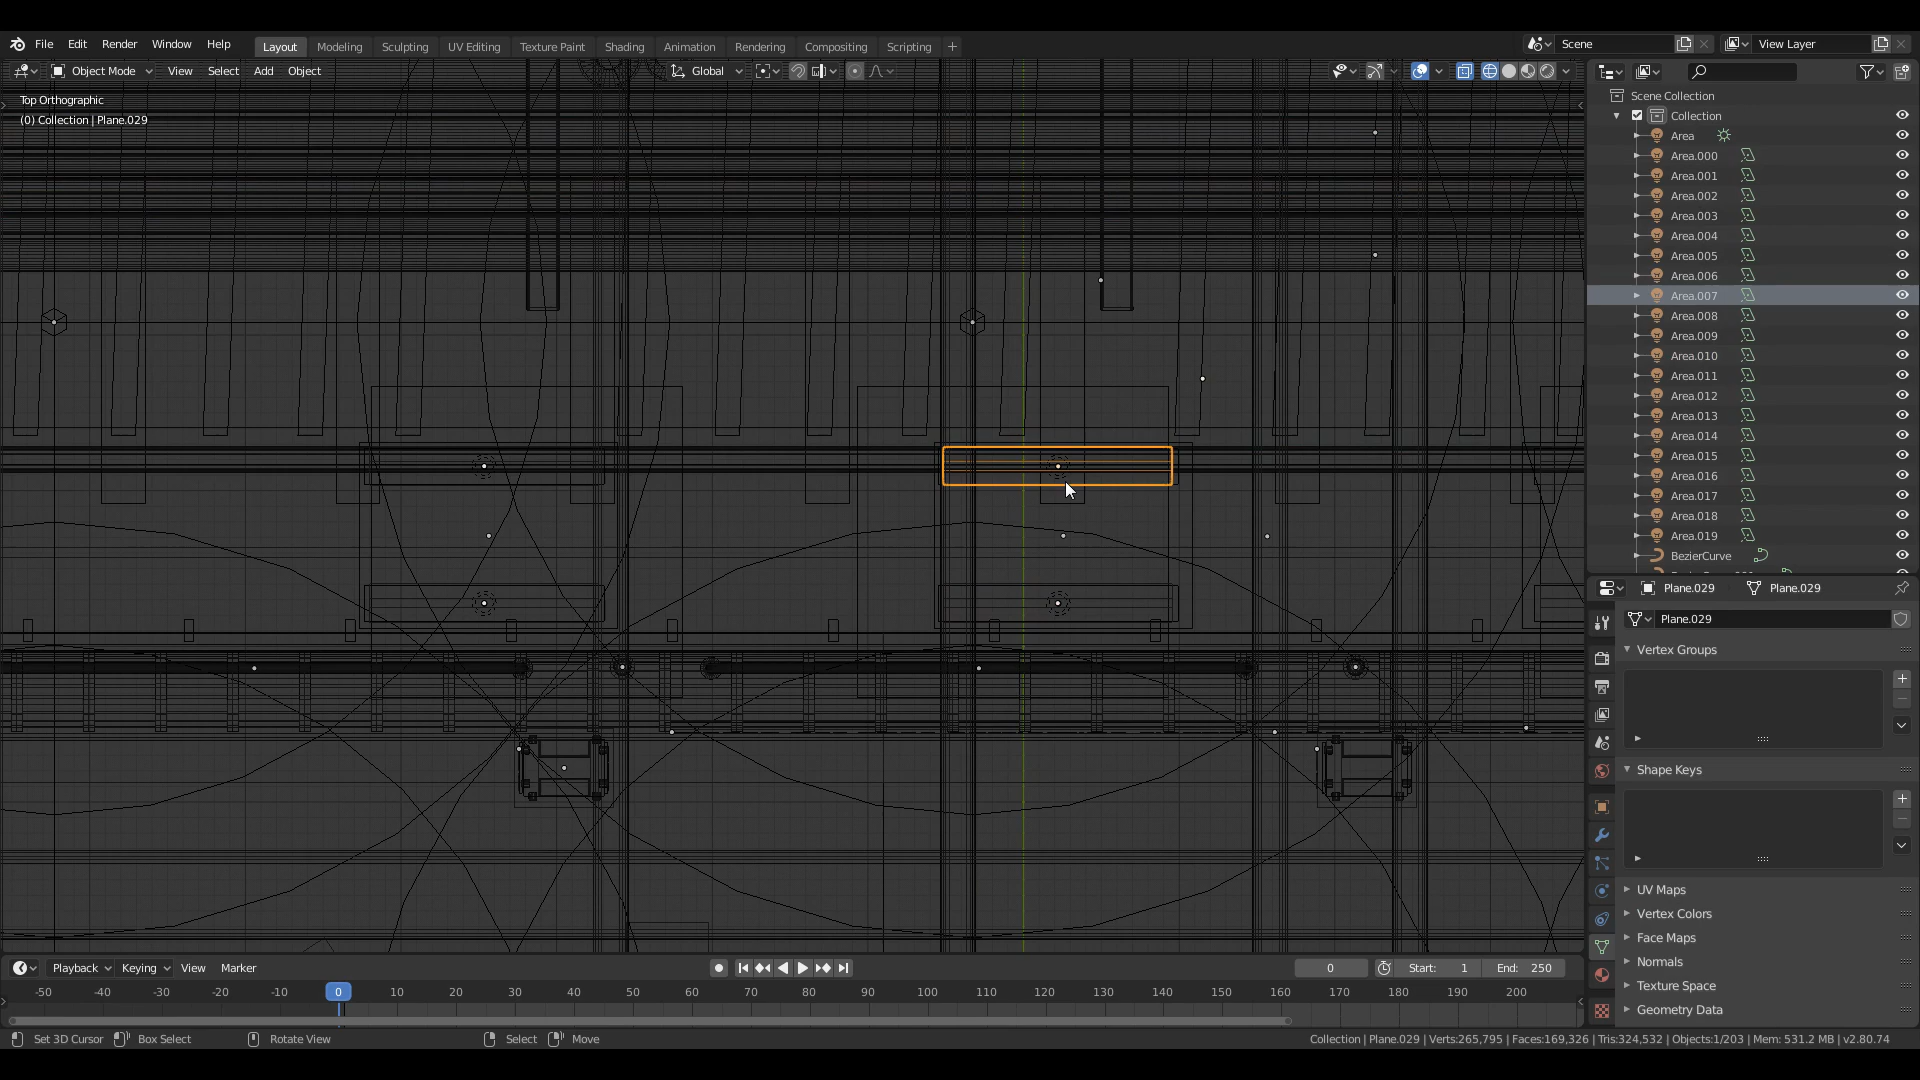 File Edit Render Window Help Layout Modeling Sculpting UV Editing Texture Paint Shading Animation Rendering Compositing Scripting + Scene View Layer
Object Mode View Select Add Object Global
Top Orthographic
(0) Collection | Plane.029
Scene Collection
Collection
Area
Area.000
Area.001
Area.002
Area.003
Area.004
Area.005
Area.006
Area.007
Area.008
Area.009
Area.010
Area.011
Area.012
Area.013
Area.014
Area.015
Area.016
Area.017
Area.018
Area.019
BezierCurve
Plane.029 Plane.029
Plane.029
Vertex Groups
Shape Keys
UV Maps
Vertex Colors
Face Maps
Normals
Texture Space
Geometry Data
Playback Keying View Marker 0 Start: 1 End: 250
-50 -40 -30 -20 -10 0 10 20 30 40 50 60 70 80 90 100 110 120 130 140 150 160 170 180 190 200
Set 3D Cursor Box Select Rotate View Select Move Collection | Plane.029 | Verts:265,795 | Faces:169,326 | Tris:324,532 | Objects:1/203 | Mem: 531.2 MB | v2.80.74